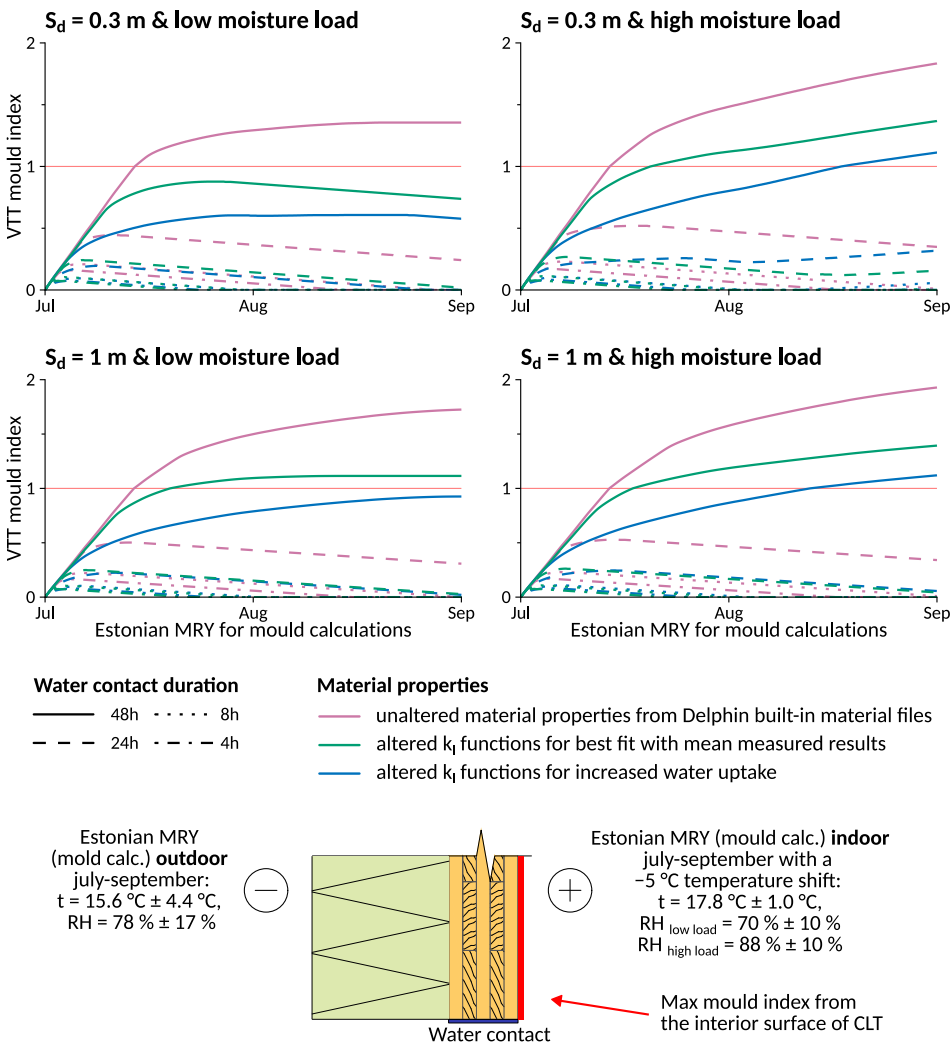 S_d = 0.3 m & low moisture load
S_d = 0.3 m & high moisture load
VTT mould index
2
1
0
Jul
Aug
Sep
2
1
0
Jul
Aug
Sep
S_d = 1 m & low moisture load
S_d = 1 m & high moisture load
VTT mould index
2
1
0
Jul
Aug
Sep
Estonian MRY for mould calculations
2
1
0
Jul
Aug
Sep
Estonian MRY for mould calculations
Water contact duration
48h
8h
24h
4h
Material properties
unaltered material properties from Delphin built-in material files
altered k_l functions for best fit with mean measured results
altered k_l functions for increased water uptake
Estonian MRY
(mold calc.) outdoor
july-september:
t = 15.6 °C ± 4.4 °C,
RH = 78 % ± 17 %
−
+
Estonian MRY (mould calc.) indoor
july-september with a
−5 °C temperature shift:
t = 17.8 °C ± 1.0 °C,
RH low load = 70 % ± 10 %
RH high load = 88 % ± 10 %
Max mould index from
the interior surface of CLT
Water contact